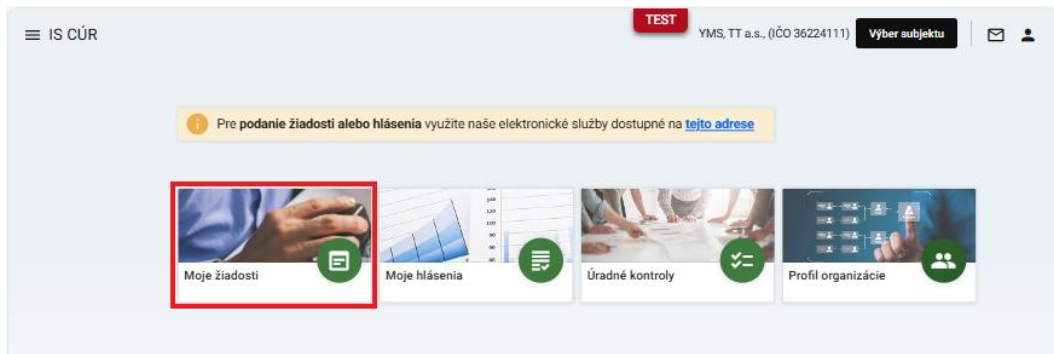 TEST
IS CÚR
YMS, TT a.s., (IČO 36224111)
Výber subjektu
Pre podanie žiadosti alebo hlásenia využite naše elektronické služby dostupné na tejto adrese
Moje žiadosti
Moje hlásenia
Úradné kontroly
Profil organizácie